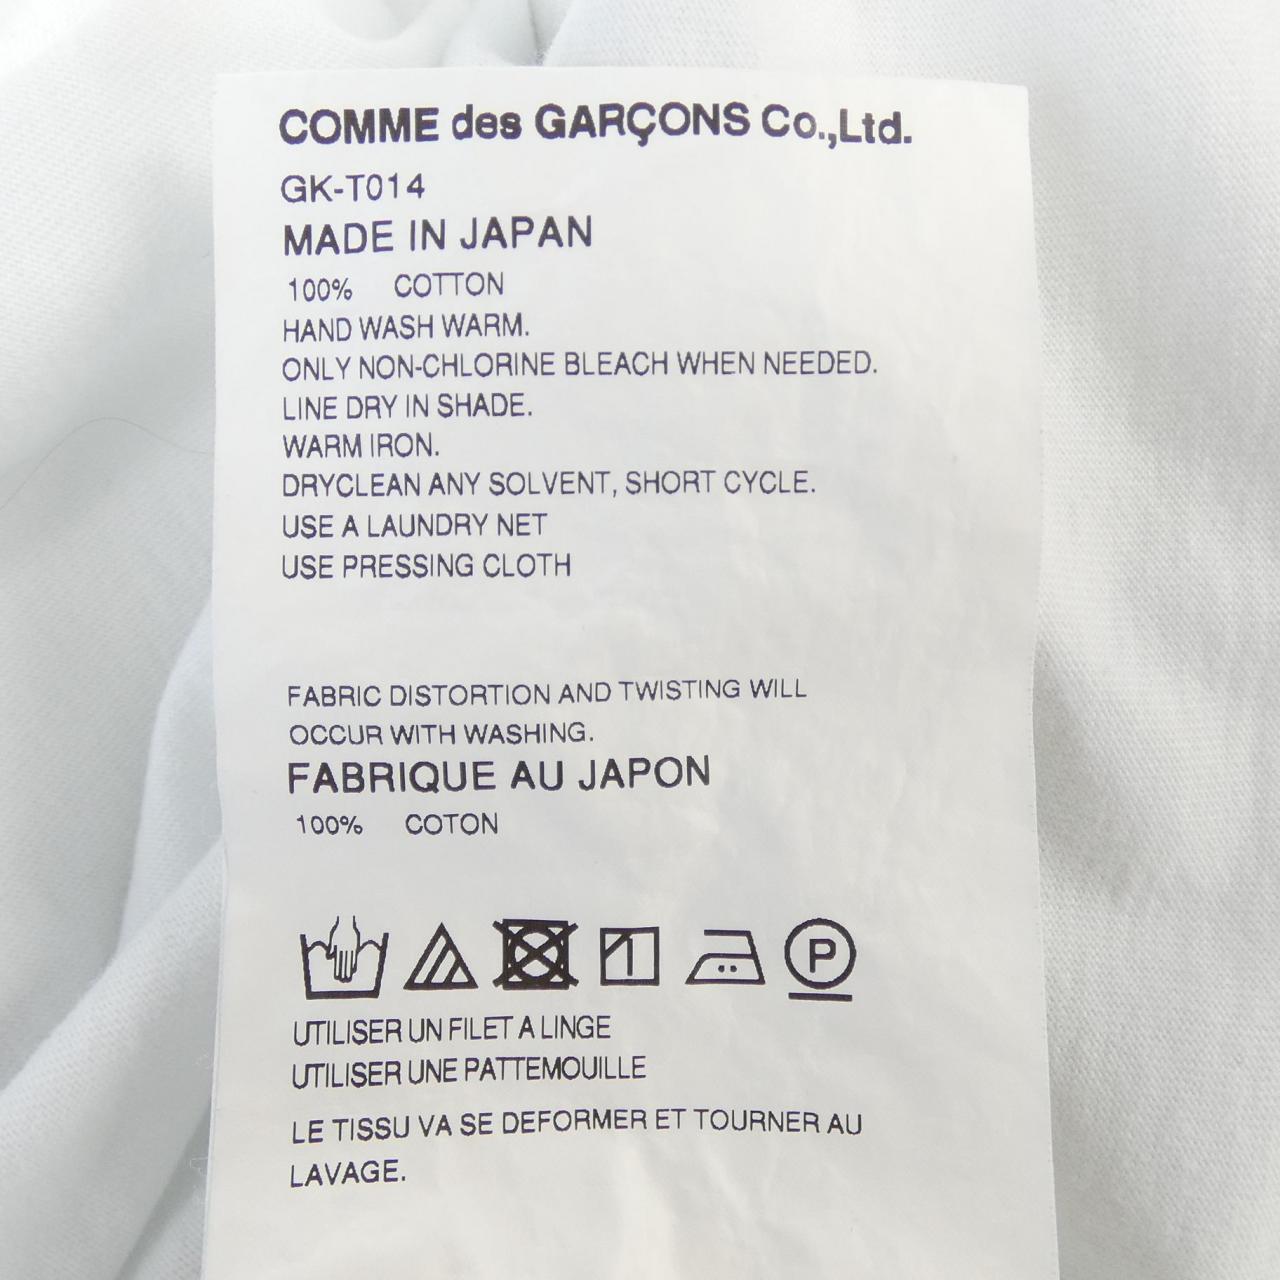 COMME des GARÇONS Co.,Ltd.
GK-T014
MADE IN JAPAN
100% COTTON
HAND WASH WARM.
ONLY NON-CHLORINE BLEACH WHEN NEEDED.
LINE DRY IN SHADE.
WARM IRON.
DRYCLEAN ANY SOLVENT, SHORT CYCLE.
USE A LAUNDRY NET
USE PRESSING CLOTH
FABRIC DISTORTION AND TWISTING WILL
OCCUR WITH WASHING.
FABRIQUE AU JAPON
100% COTON
P
UTILISER UN FILET A LINGE
UTILISER UNE PATTEMOUILLE
LE TISSU VA SE DEFORMER ET TOURNER AU
LAVAGE.